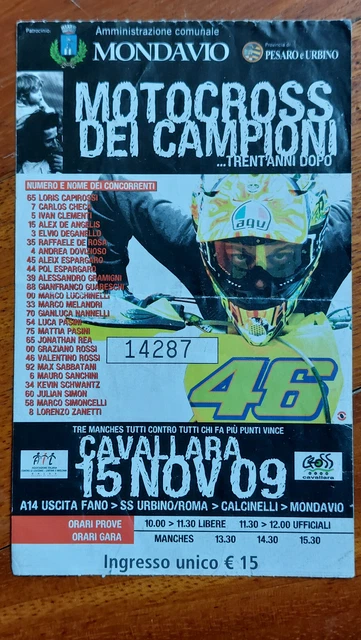 Patrocinio
Amministrazione comunale
MONDAVIO
Provincia di
PESARO e URBINO
MOTOCROSS
DEI CAMPIONI
...TRENT'ANNI DOPO
NUMERO E NOME DEI CONCORRENTI
65 LORIS CAPIROSSI
7 CARLOS CHECA
5 IVAN CLEMENTI
15 ALEX DE ANGELIS
3 ELVIO DEGANELLO
35 RAFFAELE DE ROSA
4 ANDREA DOVIZIOSO
45 ALEIX ESPARGARO
44 POL ESPARGARO
39 ALESSANDRO GRAMIGNI
88 GIANFRANCO GUARESCHI
00 MARCO LUCCHINELLI
33 MARCO MELANDRI
70 GIANLUCA NANNELLI
54 LUCA PASINI
75 MATTIA PASINI
65 JONATHAN REA
00 GRAZIANO ROSSI
46 VALENTINO ROSSI
92 MAX SABBATANI
6 MAURO SANCHINI
34 KEVIN SCHWANTZ
60 JULIAN SIMON
58 MARCO SIMONCELLI
8 LORENZO ZANETTI
agv
14287
46
TRE MANCHES TUTTI CONTRO TUTTI CHI FA PIÙ PUNTI VINCE
CAVALLARA
15 NOV 09
CROSS
cavallara
A14 USCITA FANO > SS URBINO/ROMA > CALCINELLI > MONDAVIO
ORARI PROVE 10.00 > 11.30 LIBERE 11.30 > 12.00 UFFICIALI
ORARI GARA MANCHES 13.30 14.30 15.30
Ingresso unico € 15